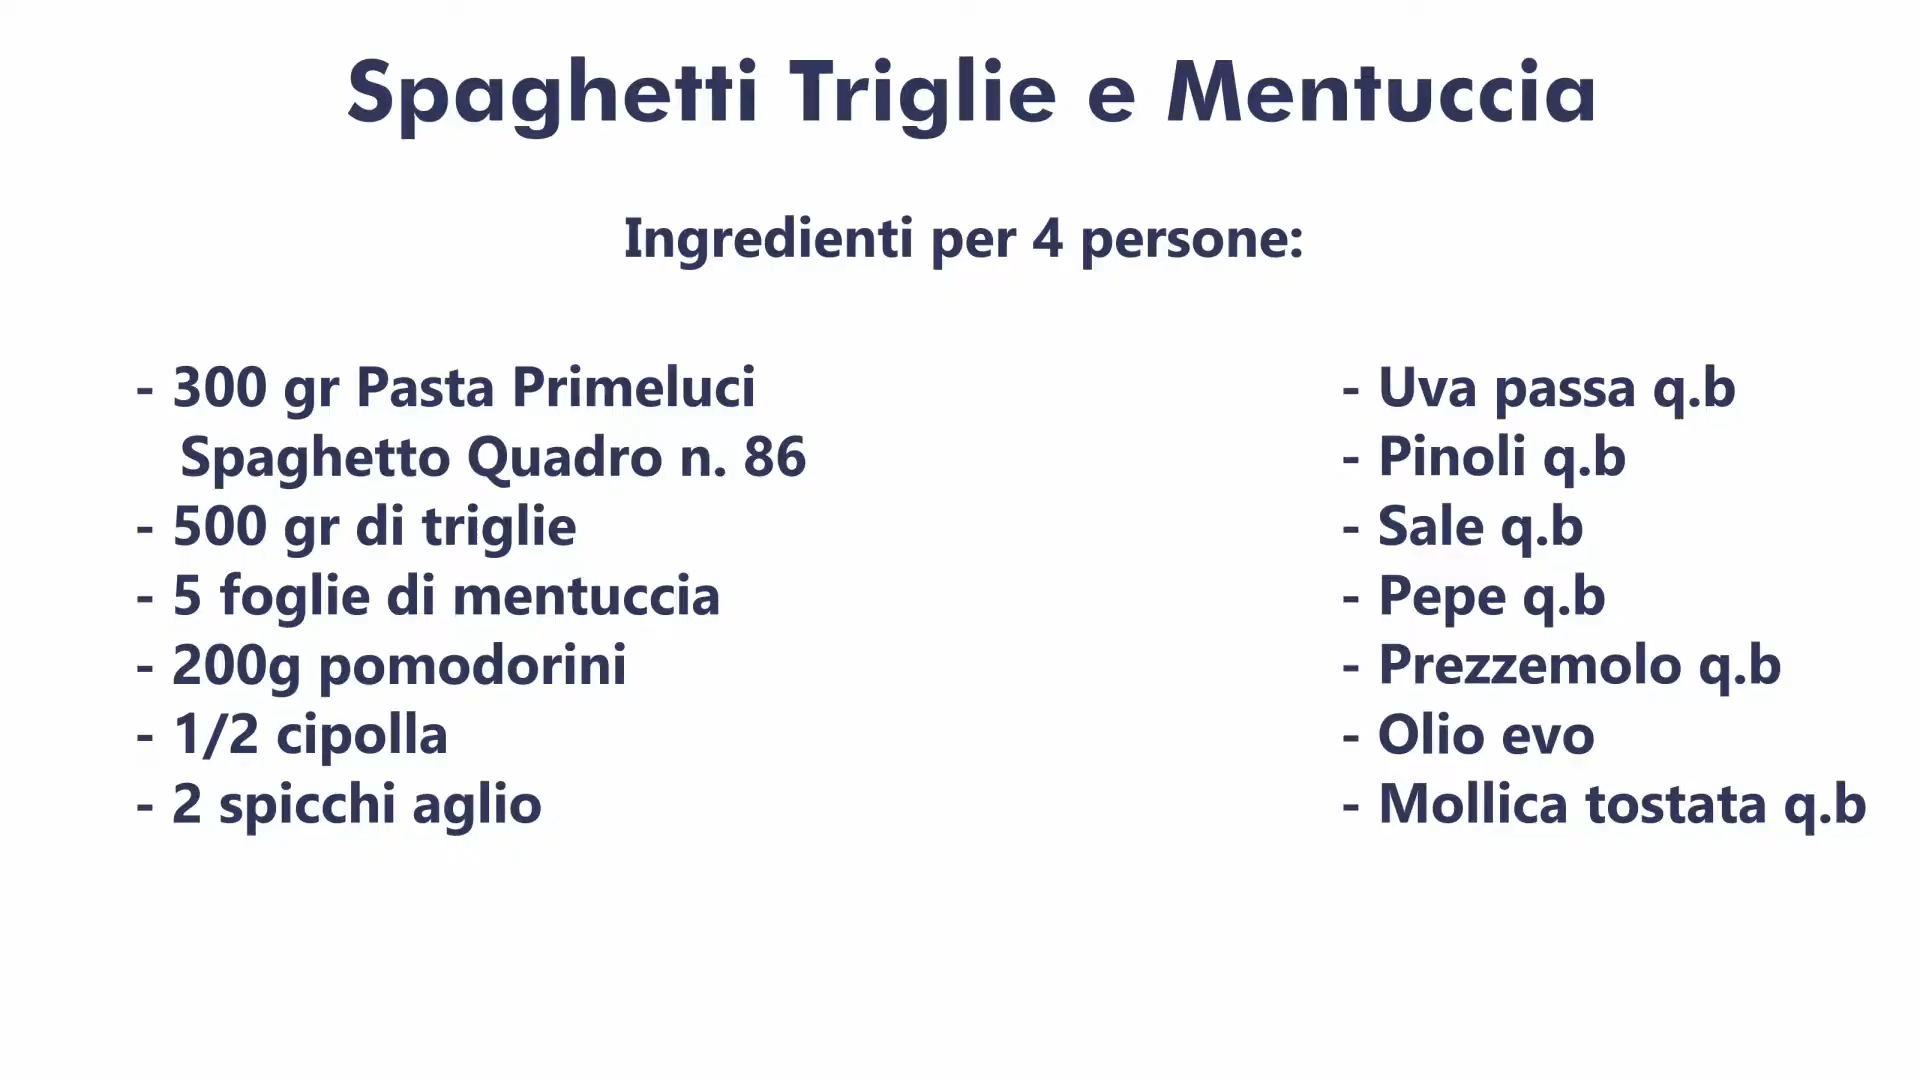 Spaghetti Triglie e Mentuccia
Ingredienti per 4 persone:
- 300 gr Pasta Primeluci
Spaghetto Quadro n. 86
- 500 gr di triglie
- 5 foglie di mentuccia
- 200g pomodorini
- 1/2 cipolla
- 2 spicchi aglio
- Uva passa q.b
- Pinoli q.b
- Sale q.b
- Pepe q.b
- Prezzemolo q.b
- Olio evo
- Mollica tostata q.b